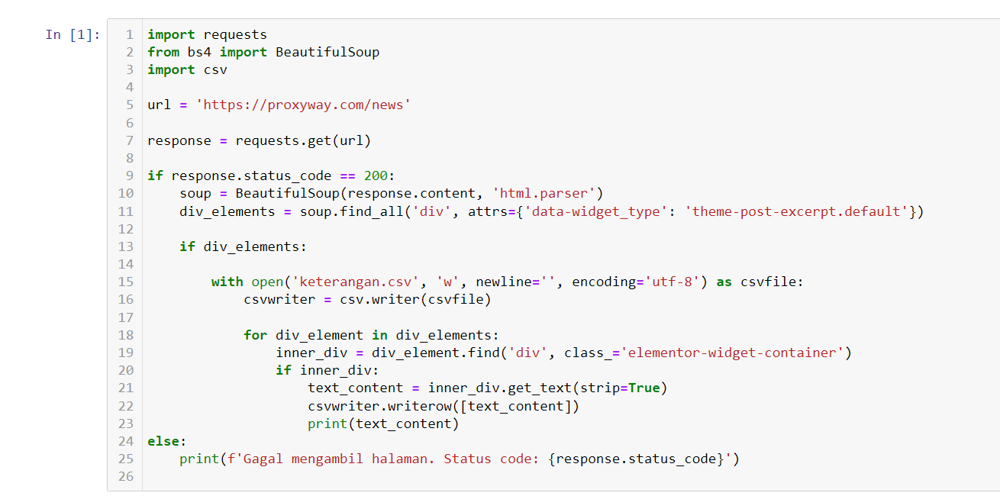 In [1]:
1 import requests
2 from bs4 import BeautifulSoup
3 import csv
4
5 url = 'https://proxyway.com/news'
6
7 response = requests.get(url)
8
9 if response.status_code == 200:
10     soup = BeautifulSoup(response.content, 'html.parser')
11     div_elements = soup.find_all('div', attrs={'data-widget_type': 'theme-post-excerpt.default'})
12
13     if div_elements:
14
15         with open('keterangan.csv', 'w', newline='', encoding='utf-8') as csvfile:
16             csvwriter = csv.writer(csvfile)
17
18             for div_element in div_elements:
19                 inner_div = div_element.find('div', class_='elementor-widget-container')
20                 if inner_div:
21                     text_content = inner_div.get_text(strip=True)
22                     csvwriter.writerow([text_content])
23                     print(text_content)
24 else:
25     print(f'Gagal mengambil halaman. Status code: {response.status_code}')
26